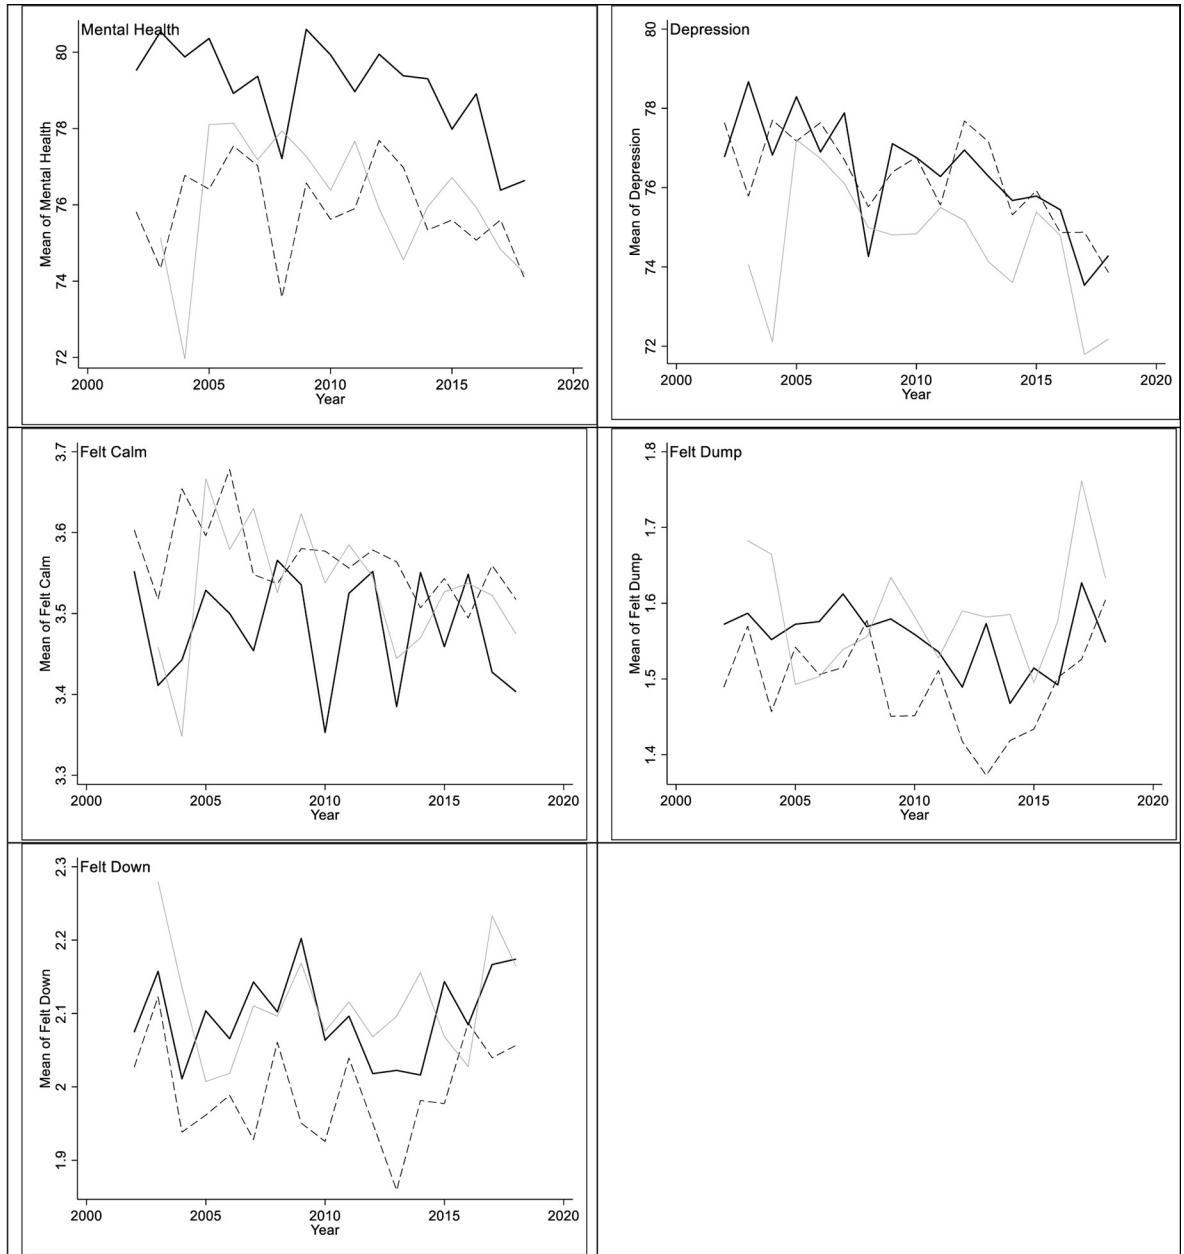 Mental Health
Mean of Mental Health
80
78
76
74
72
2000 2005 2010 2015 2020
Year
Depression
Mean of Depression
80
78
76
74
72
2000 2005 2010 2015 2020
Year
Felt Calm
Mean of Felt Calm
3.7
3.6
3.5
3.4
3.3
2000 2005 2010 2015 2020
Year
Felt Dump
Mean of Felt Dump
1.8
1.7
1.6
1.5
1.4
2000 2005 2010 2015 2020
Year
Felt Down
Mean of Felt Down
2.3
2.2
2.1
2
1.9
2000 2005 2010 2015 2020
Year